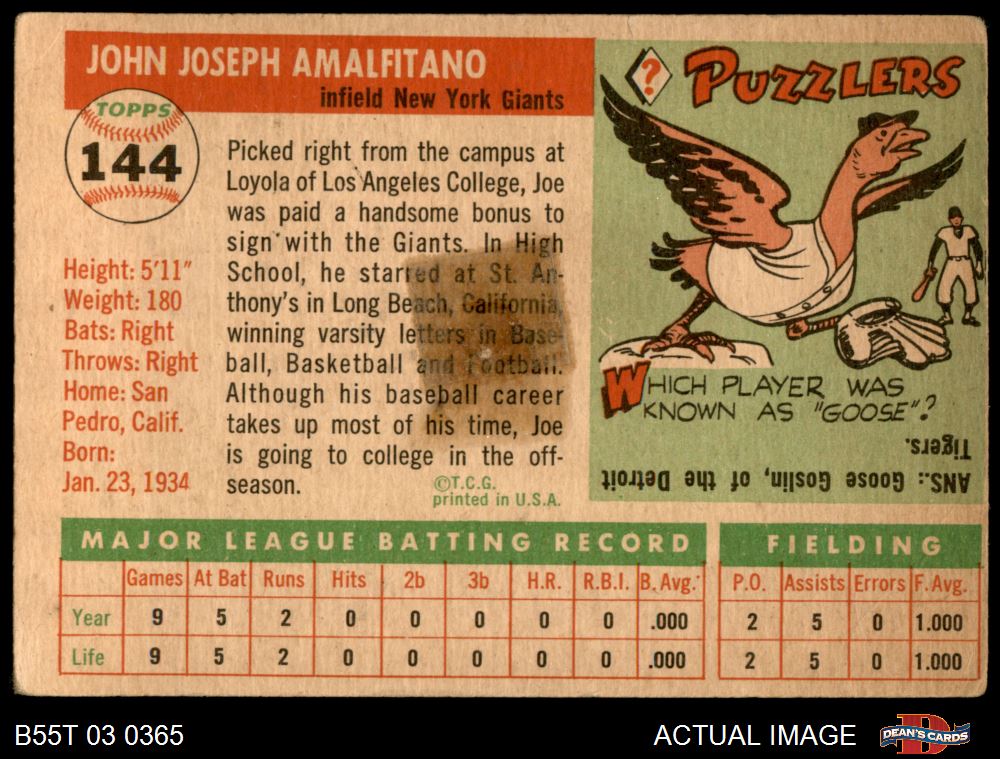 JOHN JOSEPH AMALFITANO
infield New York Giants
TOPPS
144
Height: 5'11"
Weight: 180
Bats: Right
Throws: Right
Home: San
Pedro, Calif.
Born:
Jan. 23, 1934
Picked right from the campus at
Loyola of Los Angeles College, Joe
was paid a handsome bonus to
sign with the Giants. In High
School, he starred at St. An-
thony's in Long Beach, California,
winning varsity letters in Base-
ball, Basketball and Football.
Although his baseball career
takes up most of his time, Joe
is going to college in the off-
season.
©T.C.G.
printed in U.S.A.
?
PUZZLERS
WHICH PLAYER WAS
KNOWN AS "GOOSE"?
ANS.: Goose Goslin, of the Detroit
Tigers.
MAJOR LEAGUE BATTING RECORD
Games At Bat Runs Hits 2b 3b H.R. R.B.I. B. Avg.
Year 9 5 2 0 0 0 0 0 .000
Life 9 5 2 0 0 0 0 0 .000
FIELDING
P.O. Assists Errors F. Avg.
2 5 0 1.000
2 5 0 1.000
B55T 03 0365
ACTUAL IMAGE
D
DEAN'S CARDS